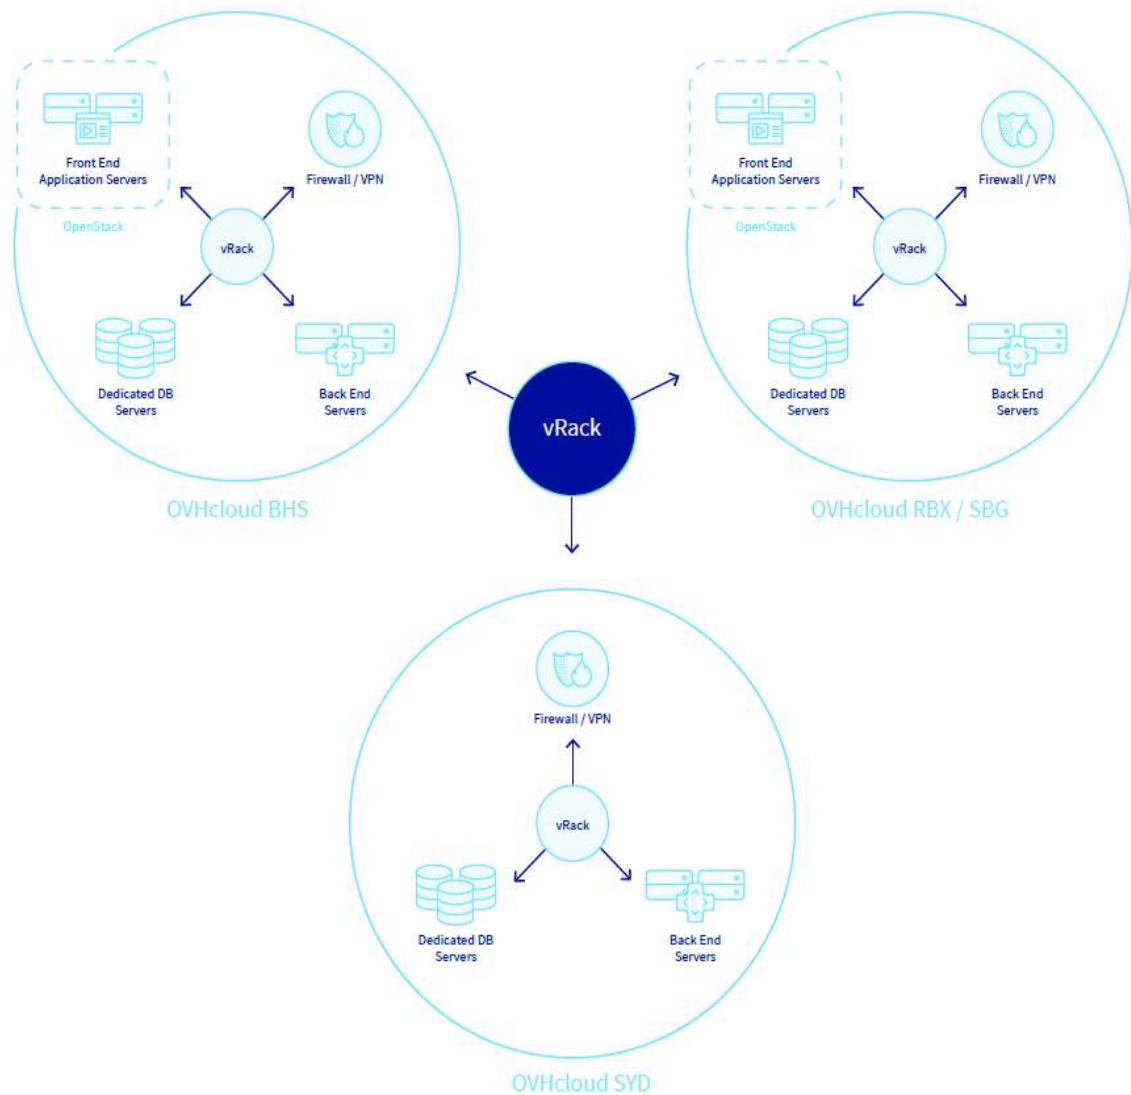 Front End
Application Servers
Firewall / VPN
OpenStack
vRack
Dedicated DB
Servers
Back End
Servers
OVHcloud BHS
Front End
Application Servers
Firewall / VPN
OpenStack
vRack
Dedicated DB
Servers
Back End
Servers
OVHcloud RBX / SBG
vRack
Firewall / VPN
vRack
Dedicated DB
Servers
Back End
Servers
OVHcloud SYD